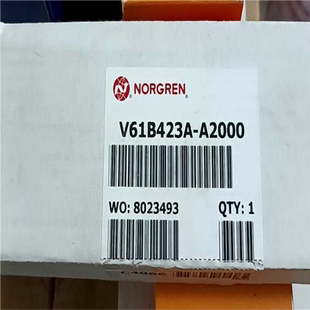 NORGREN
V61B423A-A2000
WO: 8023493
QTY: 1